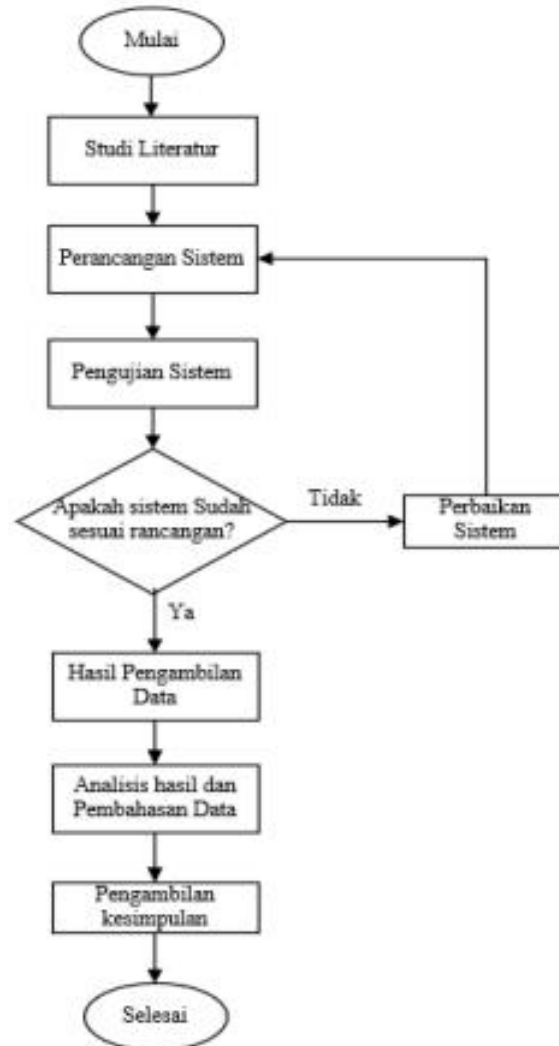 Mulai
Studi Literatur
Perancangan Sistem
Pengujian Sistem
Apakah sistem Sudah
sesuai rancangan?
Tidak
Perbaikan
Sistem
Ya
Hasil Pengambilan
Data
Analisis hasil dan
Pembahasan Data
Pengambilan
kesimpulan
Selesai